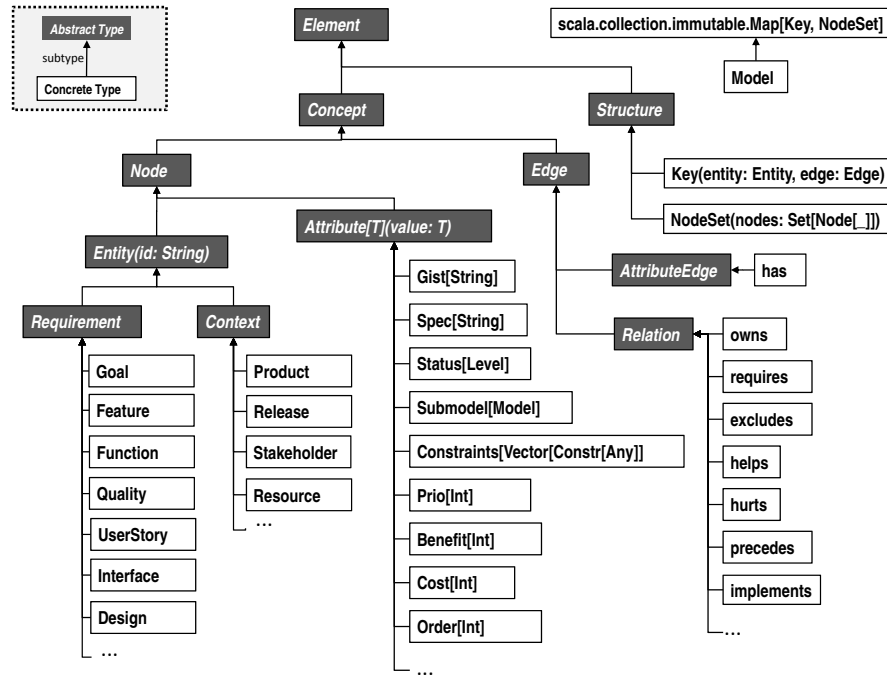 Abstract Type
subtype
Concrete Type
Element
scala.collection.immutable.Map[Key, NodeSet]
Model
Concept
Structure
Node
Edge
Key(entity: Entity, edge: Edge)
NodeSet(nodes: Set[Node[_]])
Entity(id: String)
Attribute[T](value: T)
AttributeEdge
has
Requirement
Context
Relation
Goal
Feature
Function
Quality
UserStory
Interface
Design
...
Product
Release
Stakeholder
Resource
...
Gist[String]
Spec[String]
Status[Level]
Submodel[Model]
Constraints[Vector[Constr[Any]]
Prio[Int]
Benefit[Int]
Cost[Int]
Order[Int]
...
owns
requires
excludes
helps
hurts
precedes
implements
...